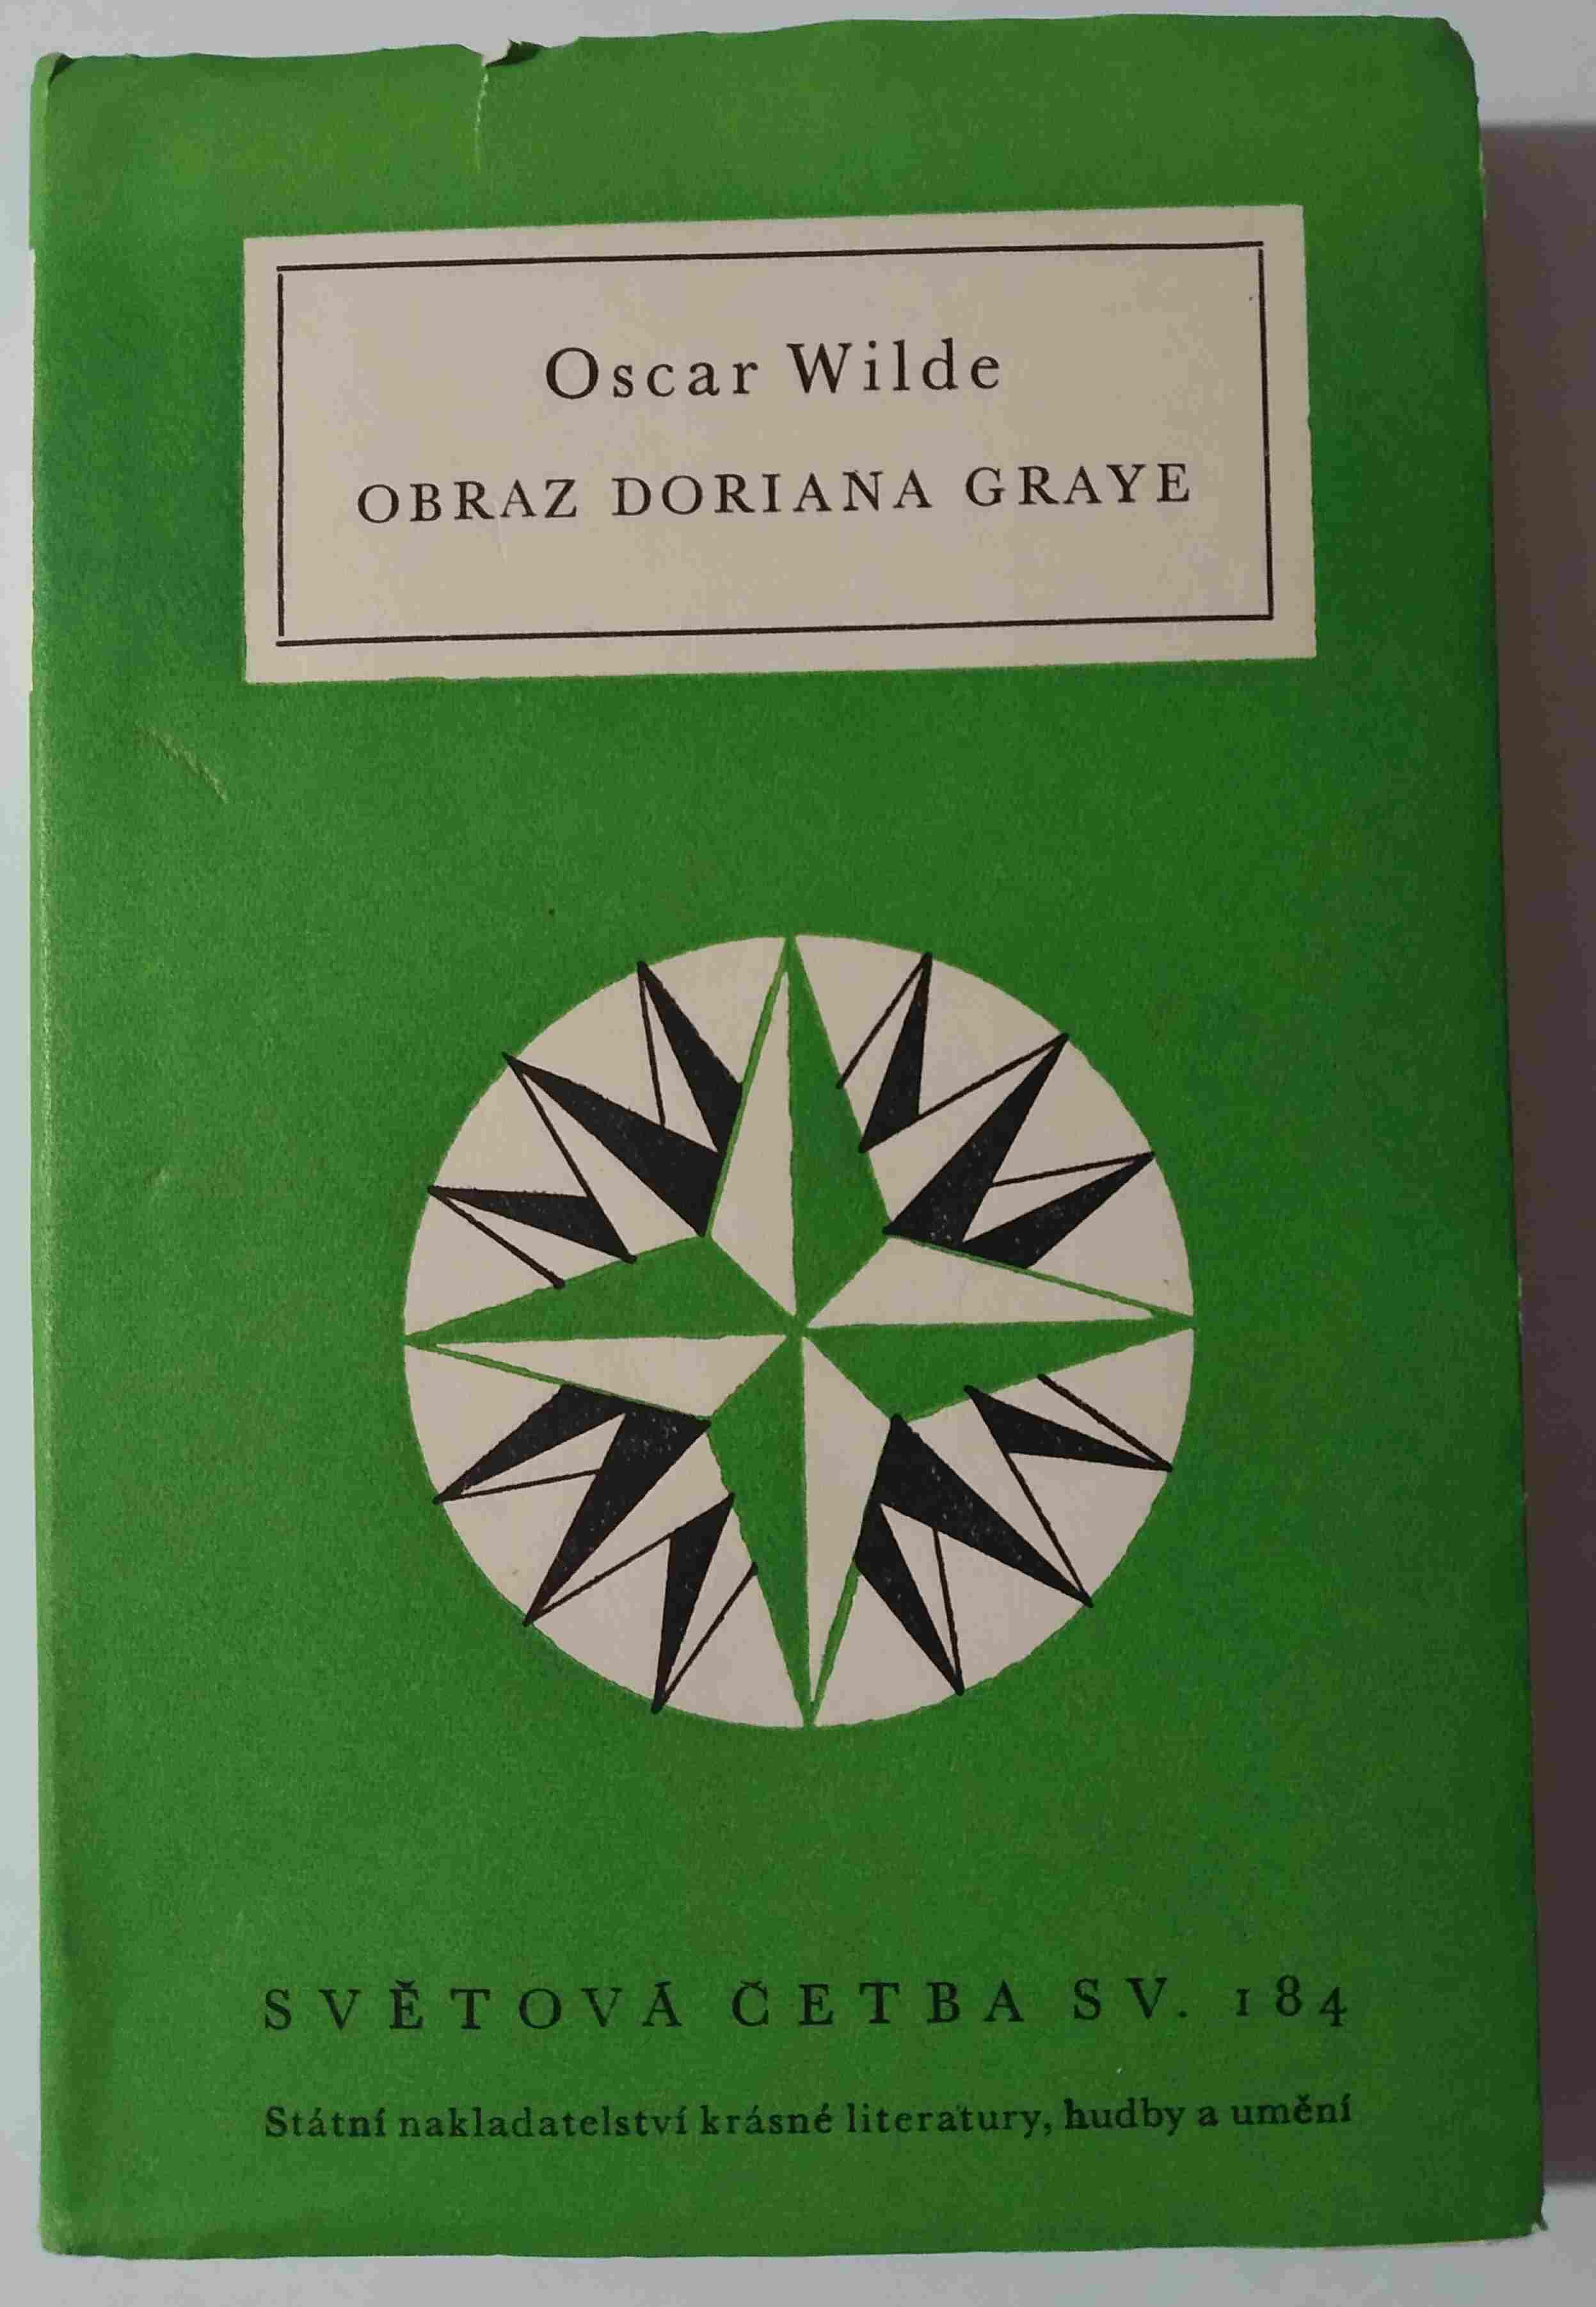 Oscar Wilde
OBRAZ DORIANA GRAYE
SVĚTOVÁ ČETBA SV. 184
Státní nakladatelství krásné literatury, hudby a umění